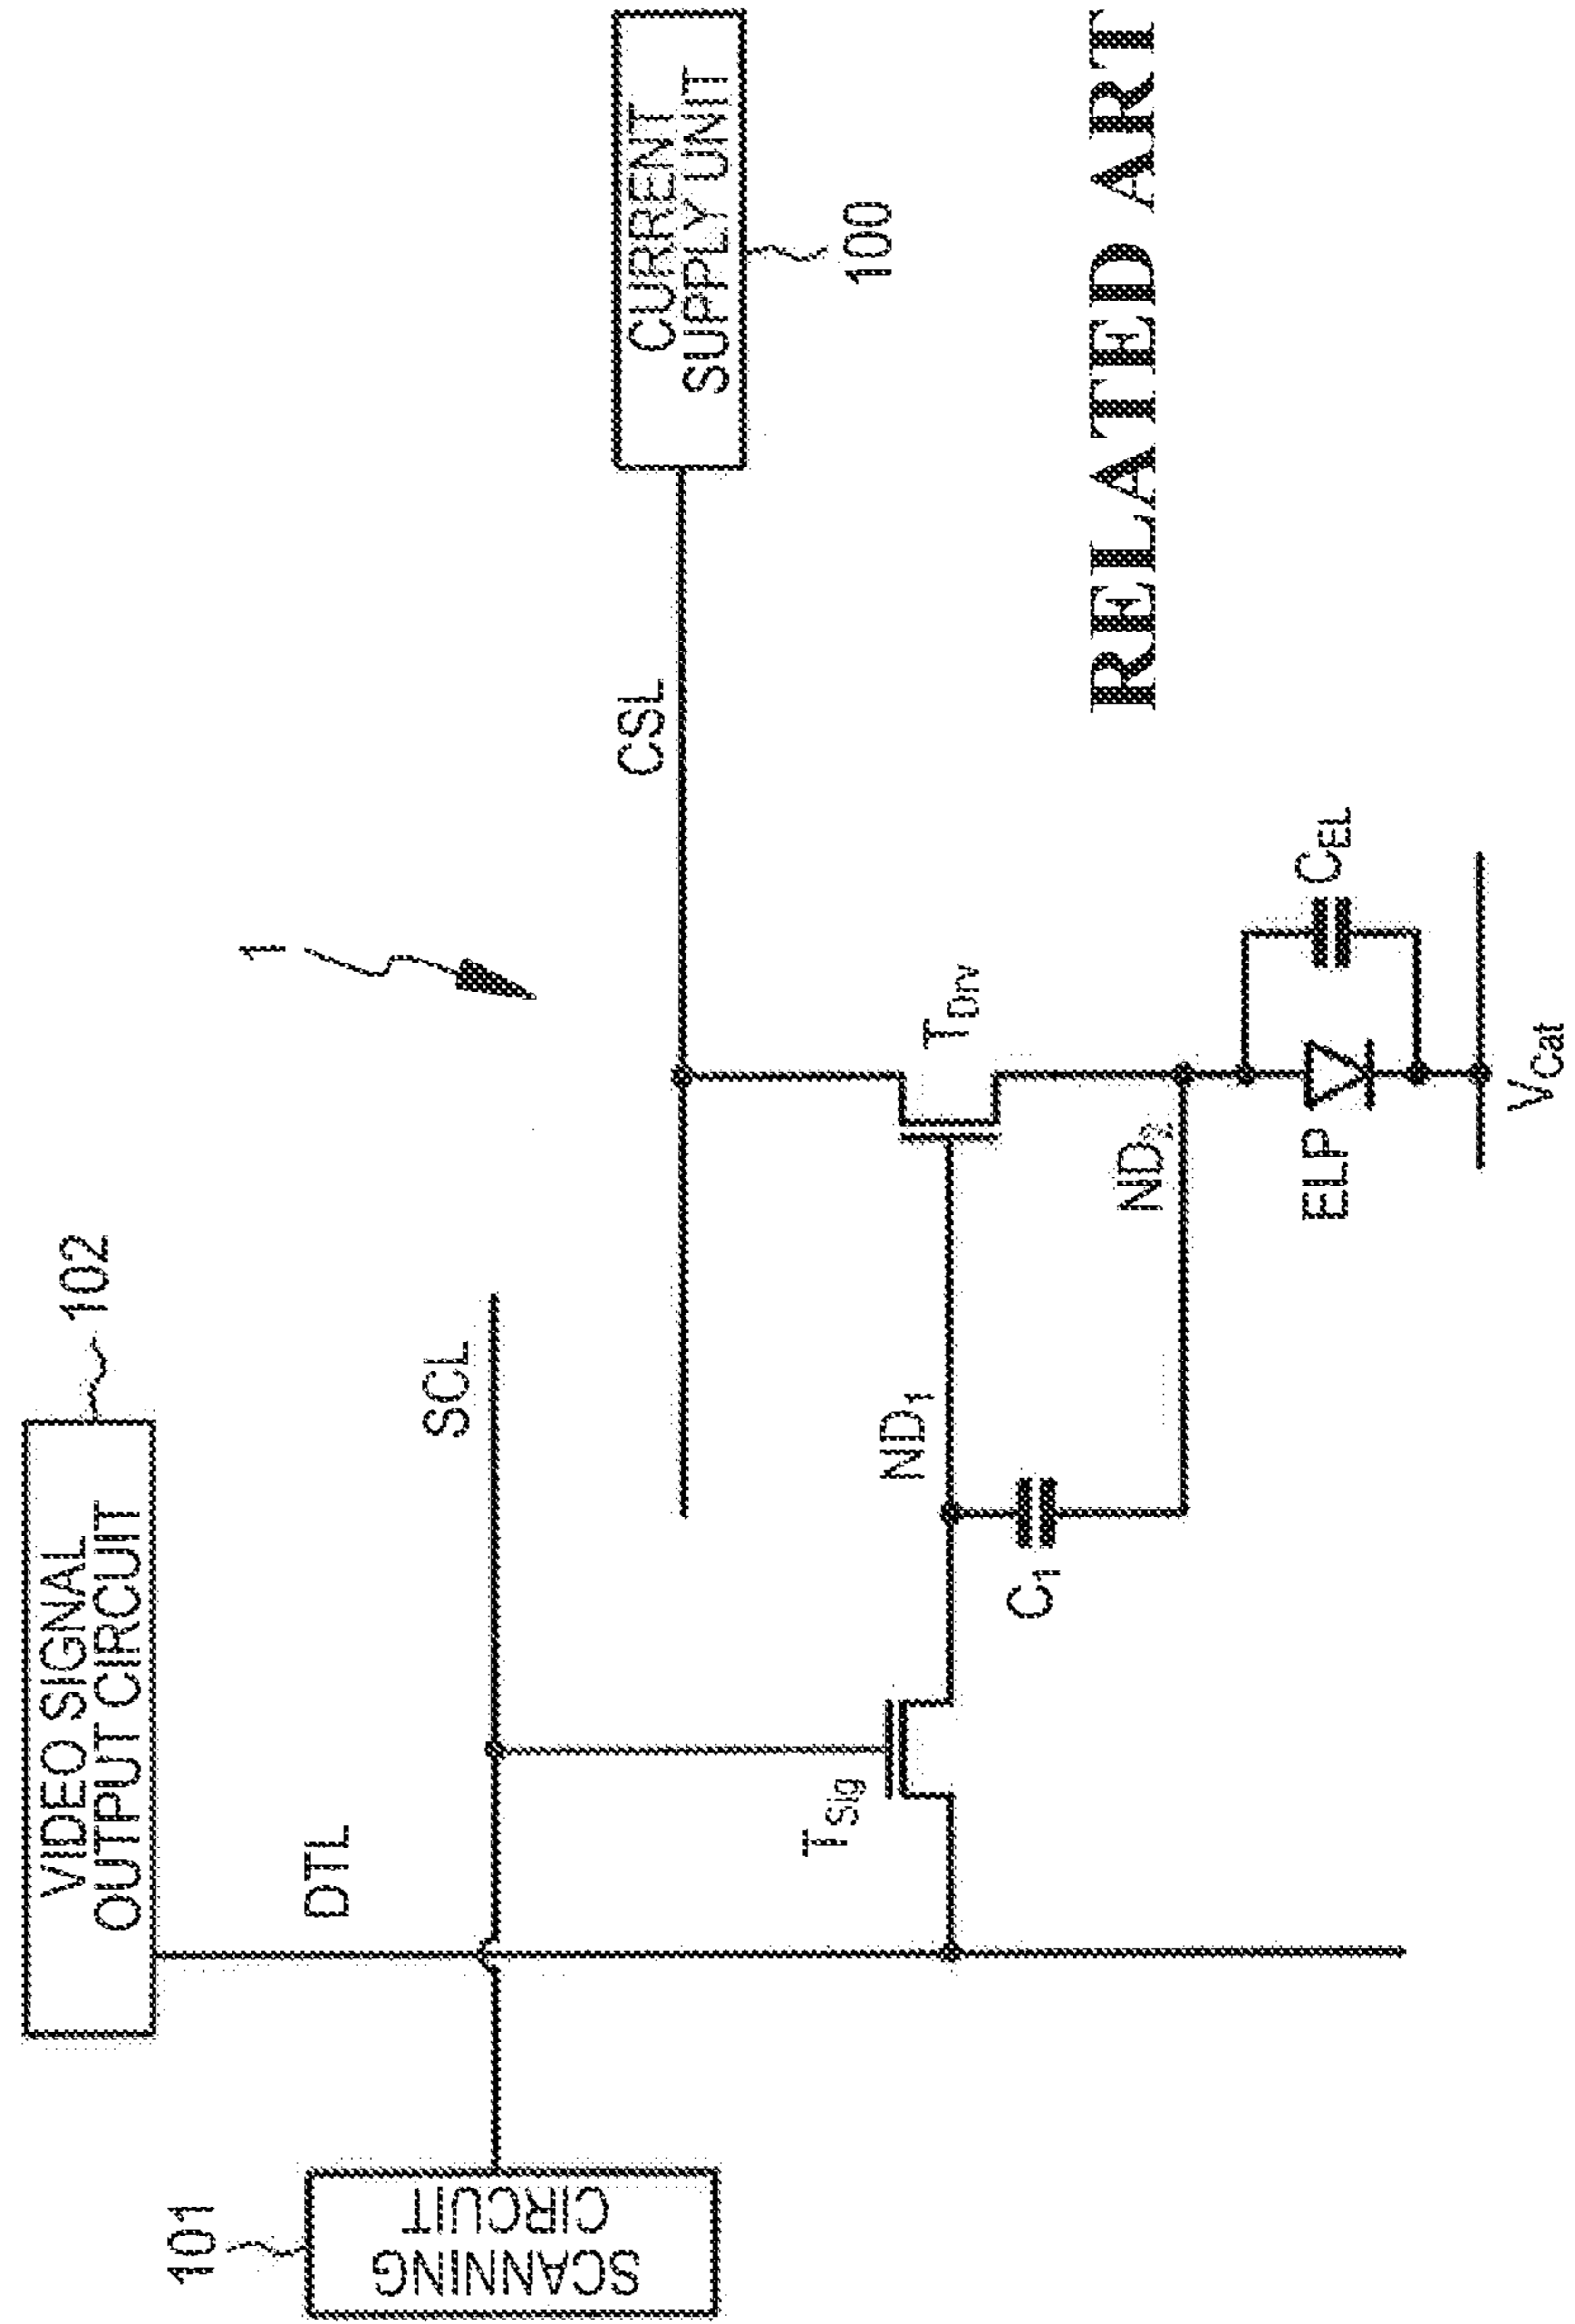 VIDEO SIGNAL
OUTPUT CIRCUIT
102
101
SCANNING
CIRCUIT
DTL
SCL
1
CSL
CURRENT
SUPPLY UNIT
100
TSig
ND1
C1
TDrv
ND2
ELP
CEL
VCat
RELATED ART